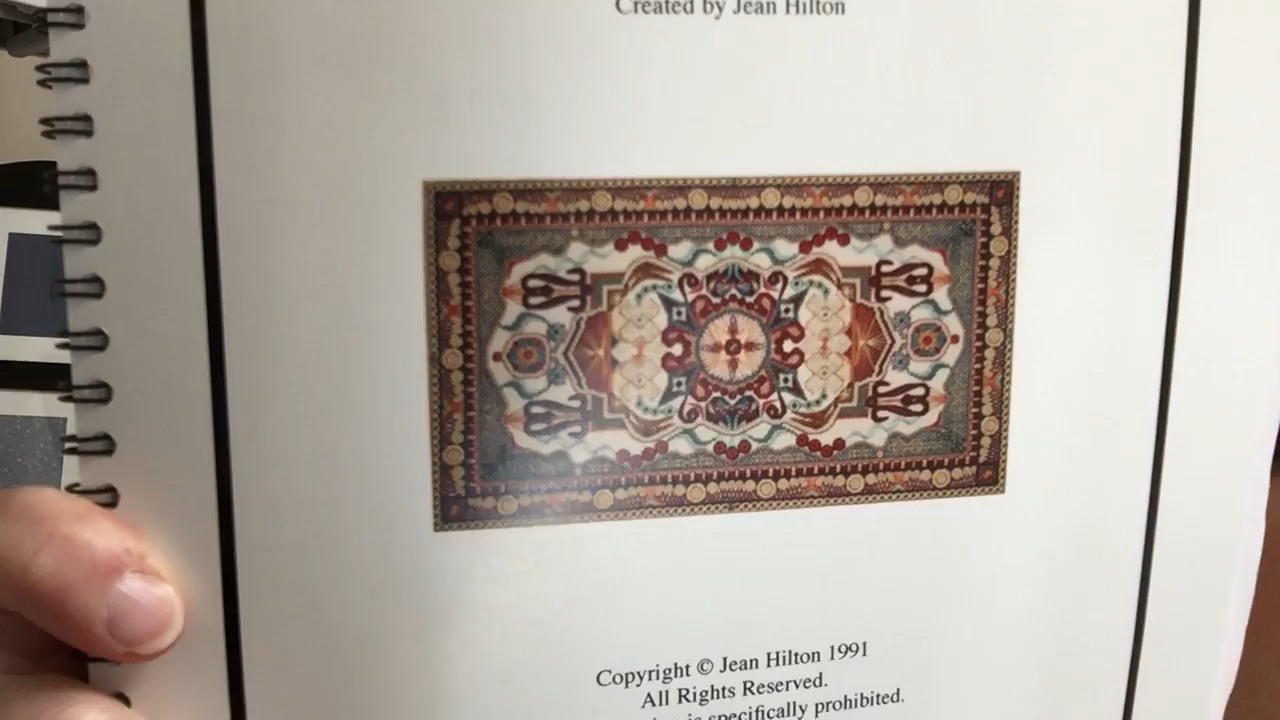 Created by Jean Hilton
Copyright © Jean Hilton 1991
All Rights Reserved.
is specifically prohibited.